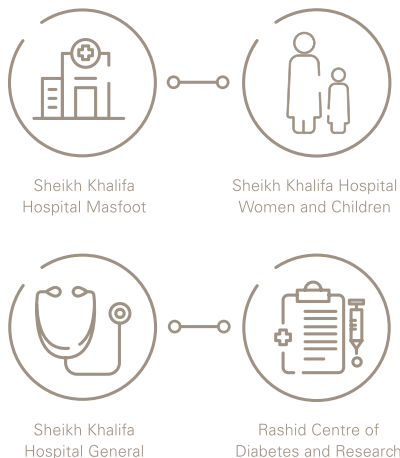 Sheikh Khalifa
Hospital Masfoot
Sheikh Khalifa Hospital
Women and Children
Sheikh Khalifa
Hospital General
Rashid Centre of
Diabetes and Research